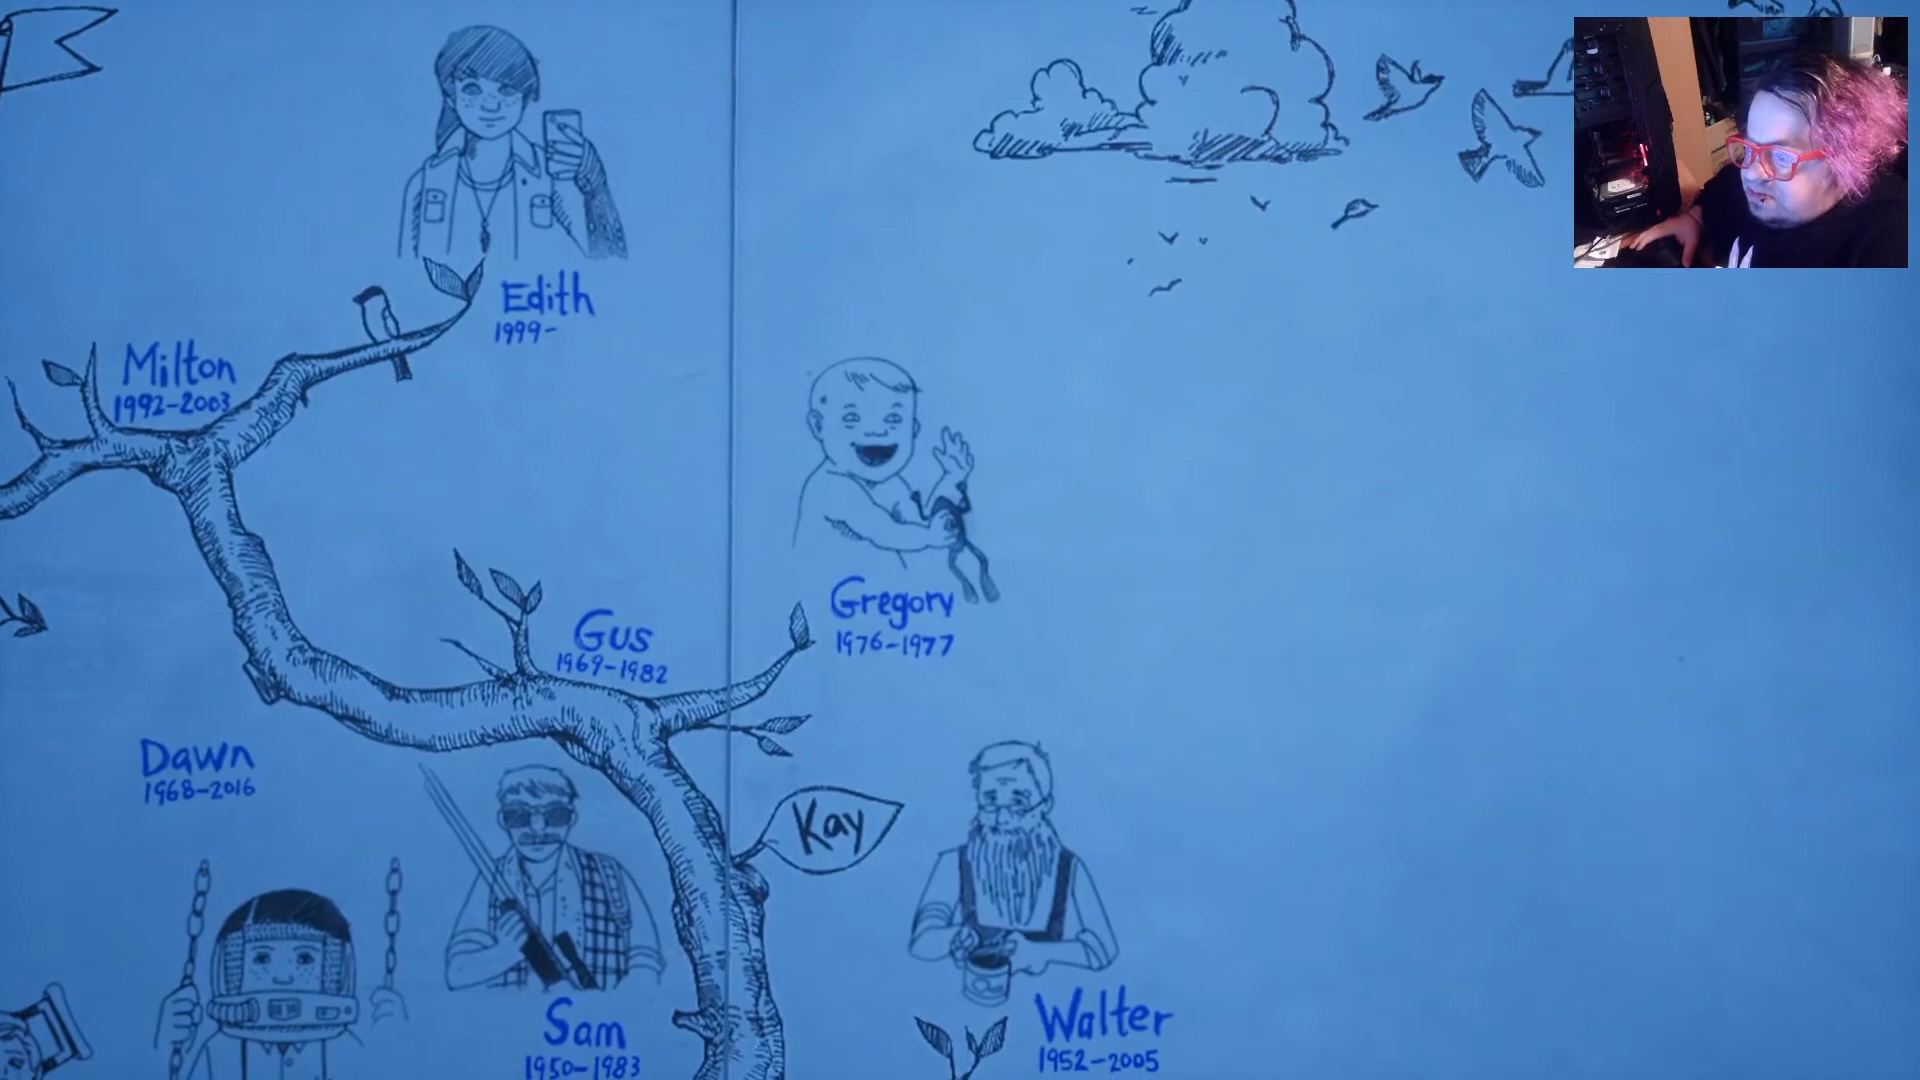 Edith
1999-
Milton
1992-2003
Gregory
1976-1977
Gus
1969-1982
Dawn
1968-2016
Kay
Sam
1950-1983
Walter
1952-2005